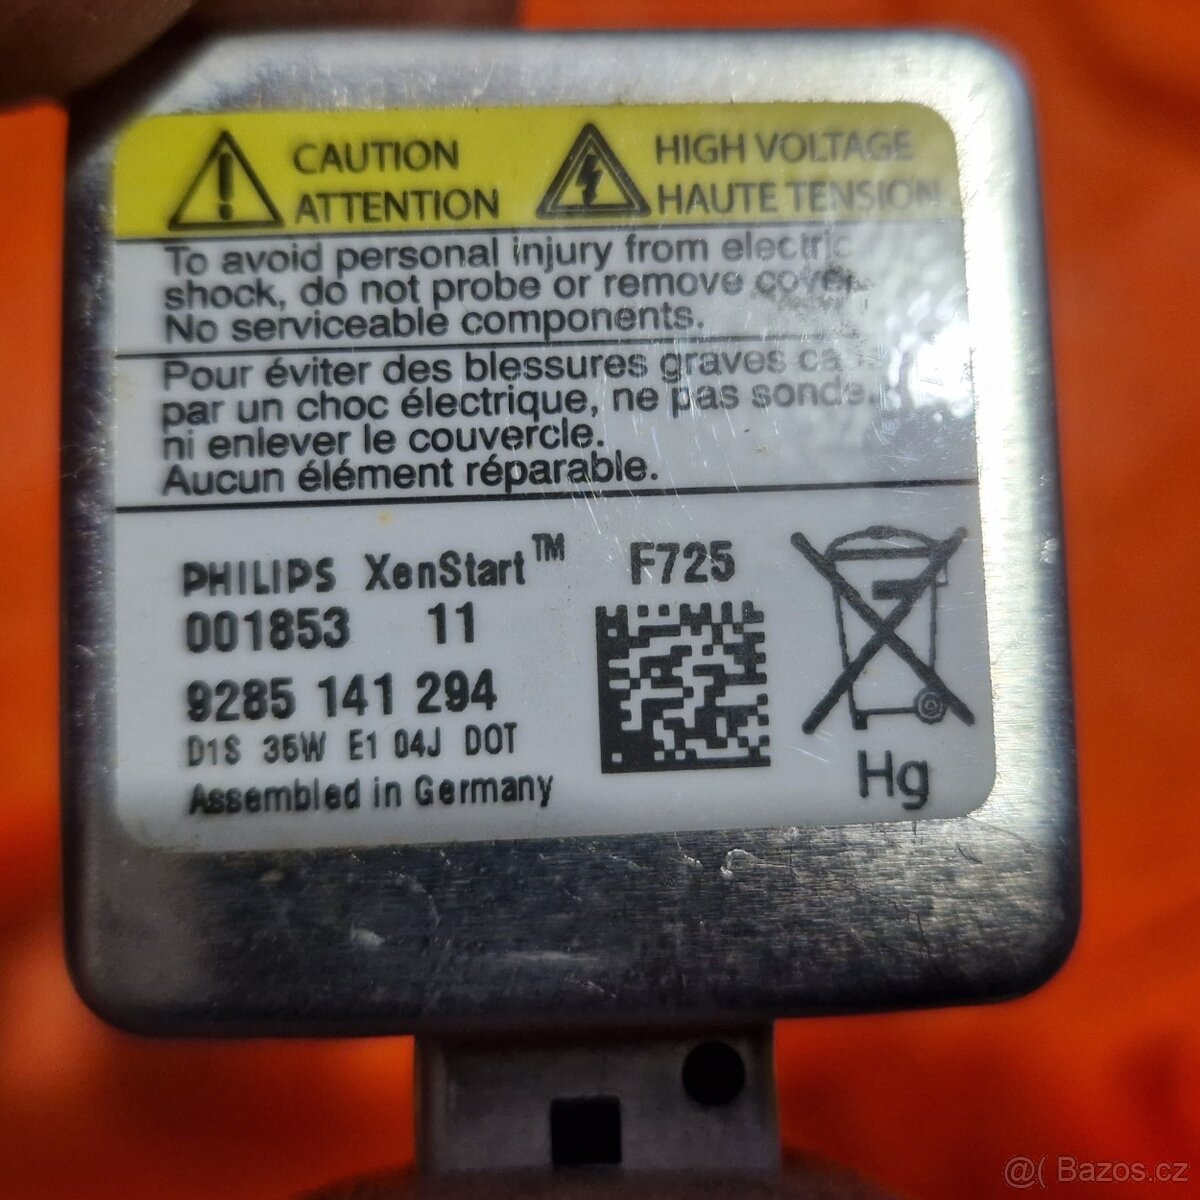 CAUTION
ATTENTION
HIGH VOLTAGE
HAUTE TENSION
To avoid personal injury from electric
shock, do not probe or remove cover.
No serviceable components.
Pour éviter des blessures graves
par un choc électrique, ne pas sonder
ni enlever le couvercle.
Aucun élément réparable.
PHILIPS XenStart™ F725
001853 11
9285 141 294
D1S 35W E1 04J DOT
Assembled in Germany
Hg
@( Bazos.cz